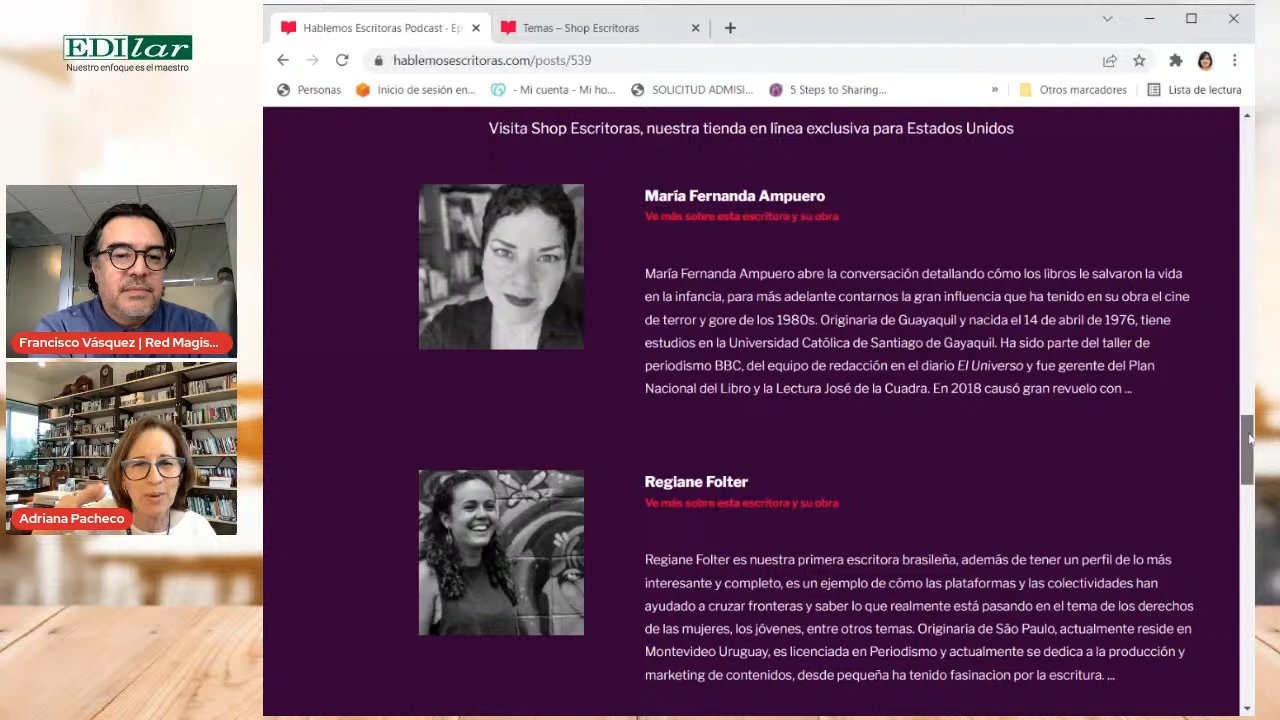 EDIlar
Nuestro enfoque es el maestro
Francisco Vásquez | Red Magis...
Adriana Pacheco
Hablemos Escritoras Podcast - Ep
Temas – Shop Escritoras
hablemosescritoras.com/posts/539
Personas
Inicio de sesión en...
- Mi cuenta - Mi ho...
SOLICITUD ADMISI...
5 Steps to Sharing...
»
Otros marcadores
Lista de lectura
Visita Shop Escritoras, nuestra tienda en línea exclusiva para Estados Unidos
María Fernanda Ampuero
Ve más sobre esta escritora y su obra
María Fernanda Ampuero abre la conversación detallando cómo los libros le salvaron la vida
en la infancia, para más adelante contarnos la gran influencia que ha tenido en su obra el cine
de terror y gore de los 1980s. Originaria de Guayaquil y nacida el 14 de abril de 1976, tiene
estudios en la Universidad Católica de Santiago de Gayaquil. Ha sido parte del taller de
periodismo BBC, del equipo de redacción en el diario El Universo y fue gerente del Plan
Nacional del Libro y la Lectura José de la Cuadra. En 2018 causó gran revuelo con ...
Regiane Folter
Ve más sobre esta escritora y su obra
Regiane Folter es nuestra primera escritora brasileña, además de tener un perfil de lo más
interesante y completo, es un ejemplo de cómo las plataformas y las colectividades han
ayudado a cruzar fronteras y saber lo que realmente está pasando en el tema de los derechos
de las mujeres, los jóvenes, entre otros temas. Originaria de São Paulo, actualmente reside en
Montevideo Uruguay, es licenciada en Periodismo y actualmente se dedica a la producción y
marketing de contenidos, desde pequeña ha tenido fasinacion por la escritura. ...